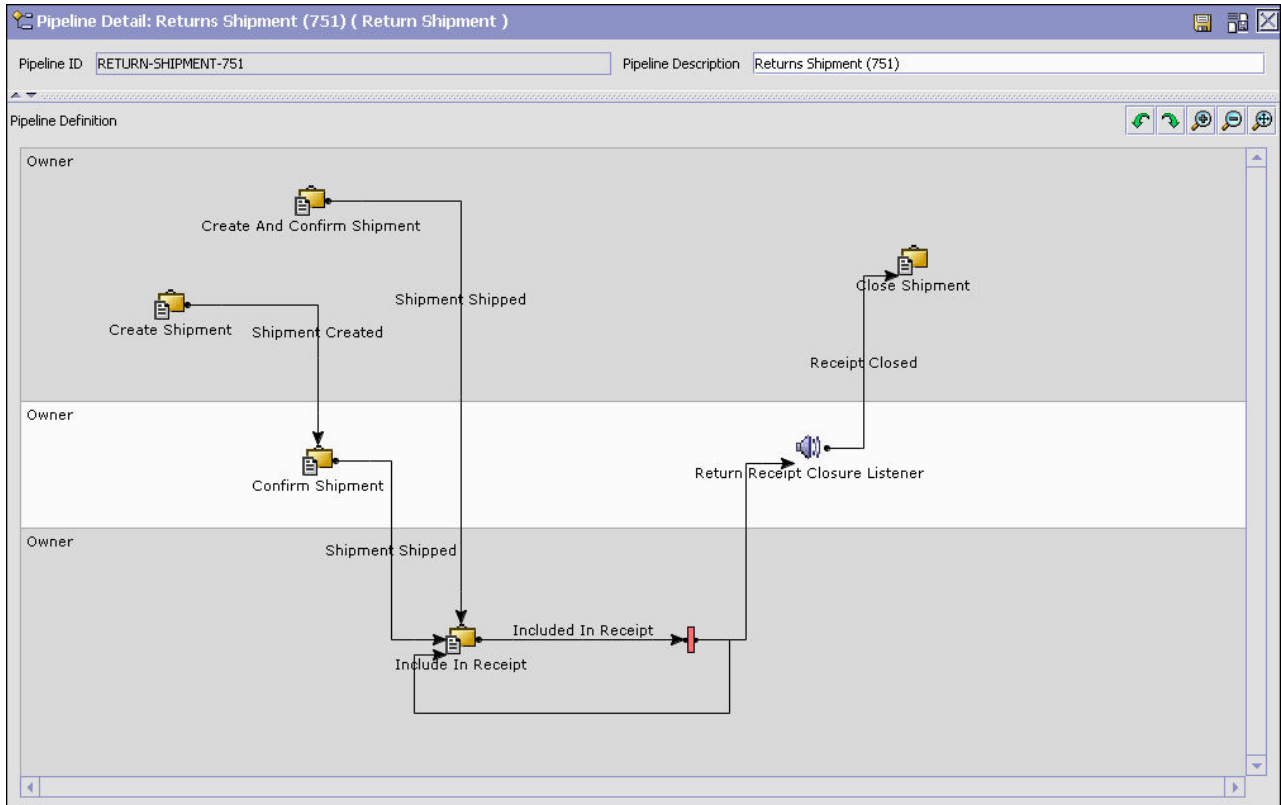 Pipeline Detail: Returns Shipment (751) ( Return Shipment )
Pipeline ID RETURN-SHIPMENT-751 Pipeline Description Returns Shipment (751)
Pipeline Definition
Owner
Create And Confirm Shipment
Close Shipment
Shipment Shipped
Create Shipment
Shipment Created
Receipt Closed
Owner
Return Receipt Closure Listener
Confirm Shipment
Owner
Shipment Shipped
Included In Receipt
Include In Receipt